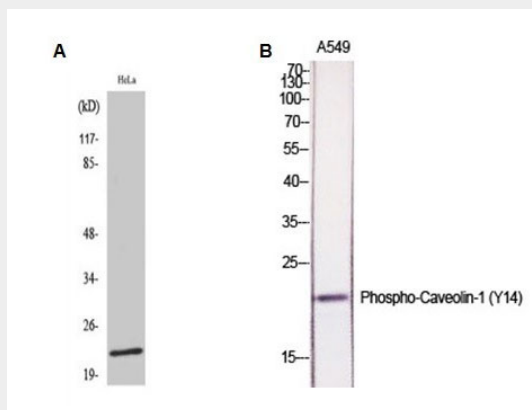 A
HeLa
(kD)
117-
85-
48-
34-
26-
19-
B
A549
70-
130-
100-
70-
55-
40-
35-
25-
Phospho-Caveolin-1 (Y14)
15-